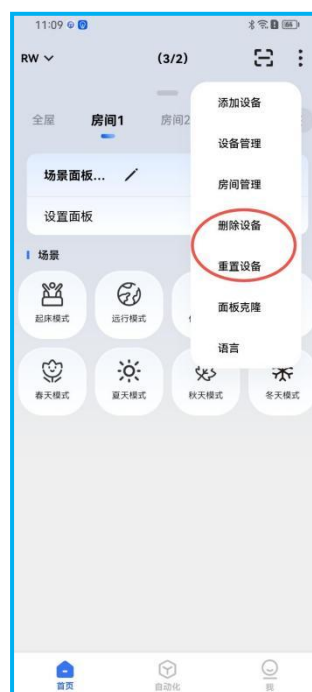 11:09
RW (3/2)
添加设备
全屋 房间1 房间2
设备管理
场景面板...
房间管理
设置面板
删除设备
场景
重置设备
起床模式 远行模式
面板克隆
语言
春天模式 夏天模式 秋天模式 冬天模式
首页 自动化 我